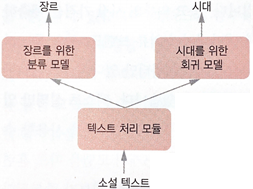 장르
시대
장르를 위한
분류 모델
시대를 위한
회귀 모델
텍스트 처리 모듈
소설 텍스트